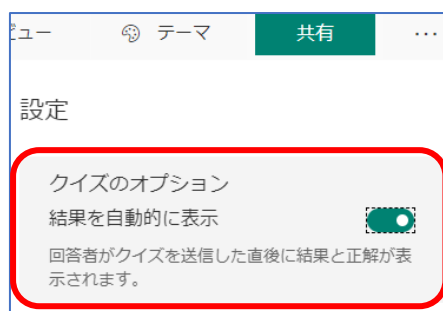 ビュー テーマ 共有 ...
設定
クイズのオプション
結果を自動的に表示
回答者がクイズを送信した直後に結果と正解が表
示されます。